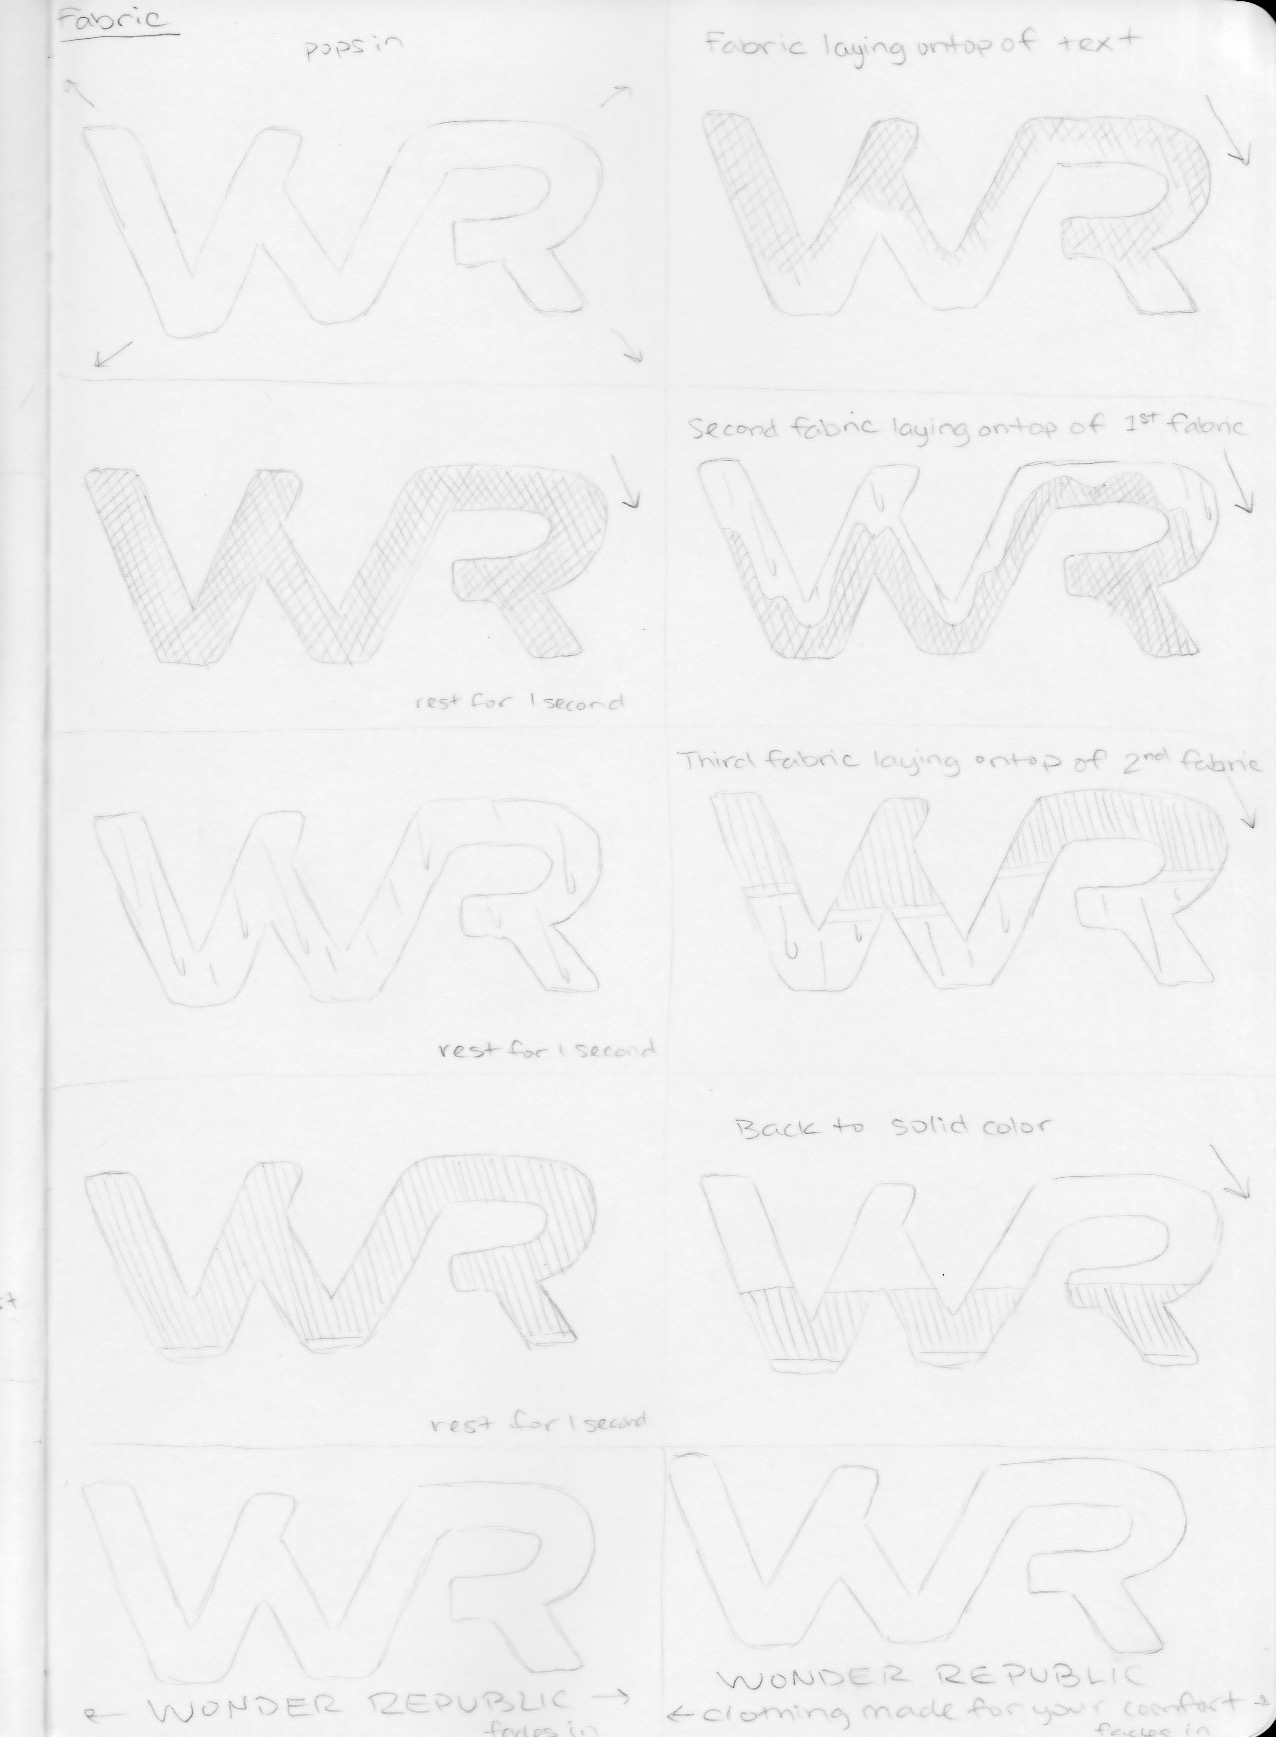 Fabric
pops in
WR
Fabric laying ontop of text
WR
WR
rest for 1 second
Second fabric laying ontop of 1st fabric
WR
WR
rest for 1 second
Third fabric laying ontop of 2nd fabric
WR
WR
rest for 1 second
Back to solid color
WR
WR
WONDER REPUBLIC
fades in
WR
WONDER REPUBLIC
clothing made for your comfort
fades in